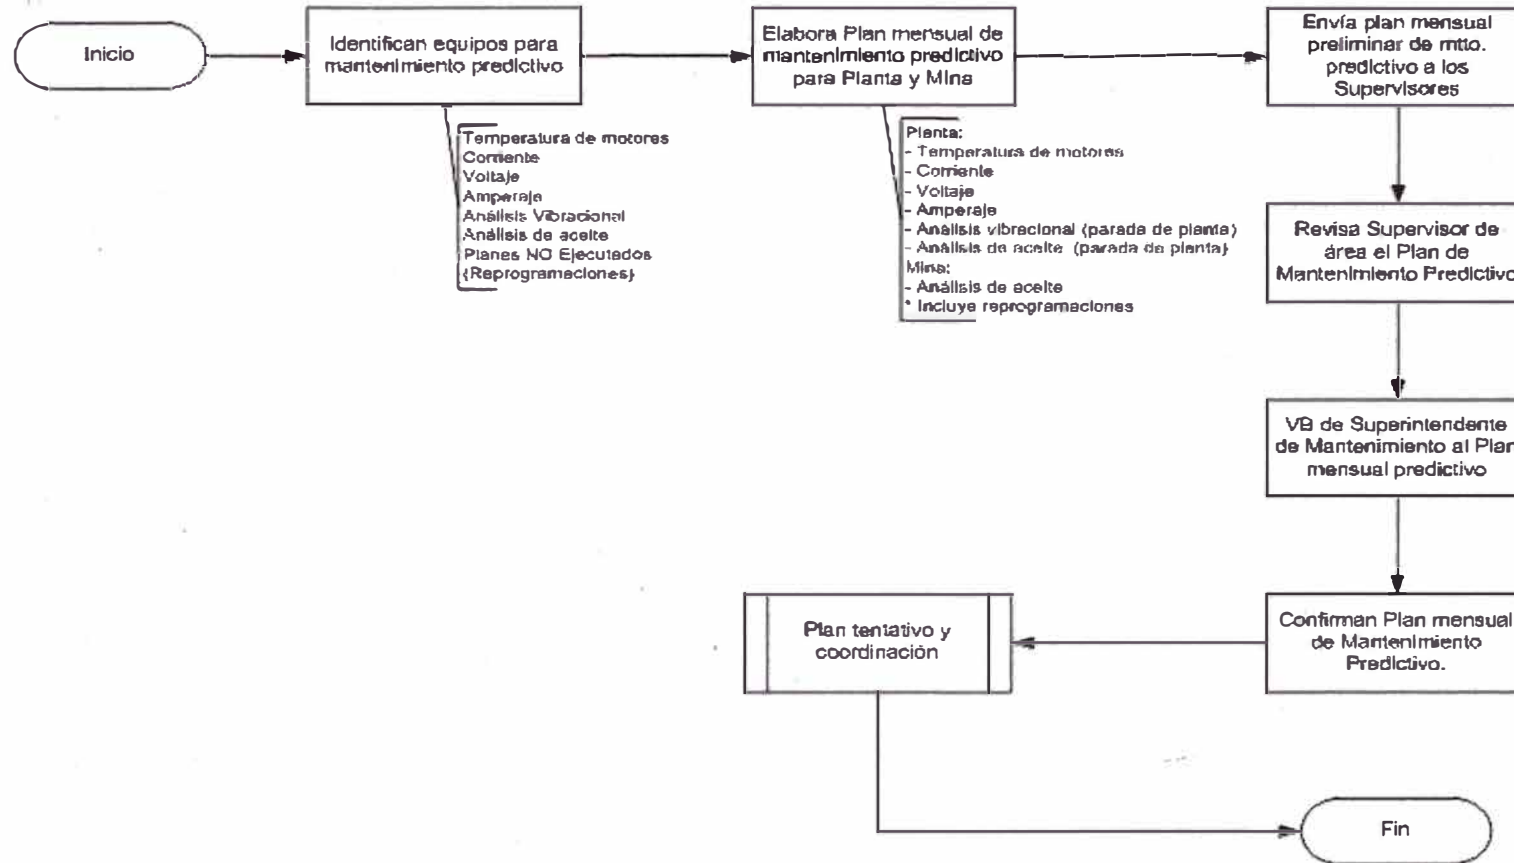 Inicio
Identifican equipos para
mantenimiento predictivo
Temperatura de motores
Corriente
Voltaje
Amperaje
Análisis Vibracional
Análisis de aceite
Planes NO Ejecutados
(Reprogramaciones)
Elabora Plan mensual de
mantenimiento predictivo
para Planta y Mina
Planta:
- Temperatura de motores
- Corriente
- Voltaje
- Amperaje
- Análisis vibracional (parada de planta)
- Análisis de aceite (parada de planta)
Mina:
- Análisis de aceite
* Incluye reprogramaciones
Envía plan mensual
preliminar de mtto.
predictivo a los
Supervisores
Revisa Supervisor de
área el Plan de
Mantenimiento Predictivo
VB de Superintendente
de Mantenimiento al Plan
mensual predictivo
Confirman Plan mensual
de Mantenimiento
Predictivo.
Plan tentativo y
coordinación
Fin